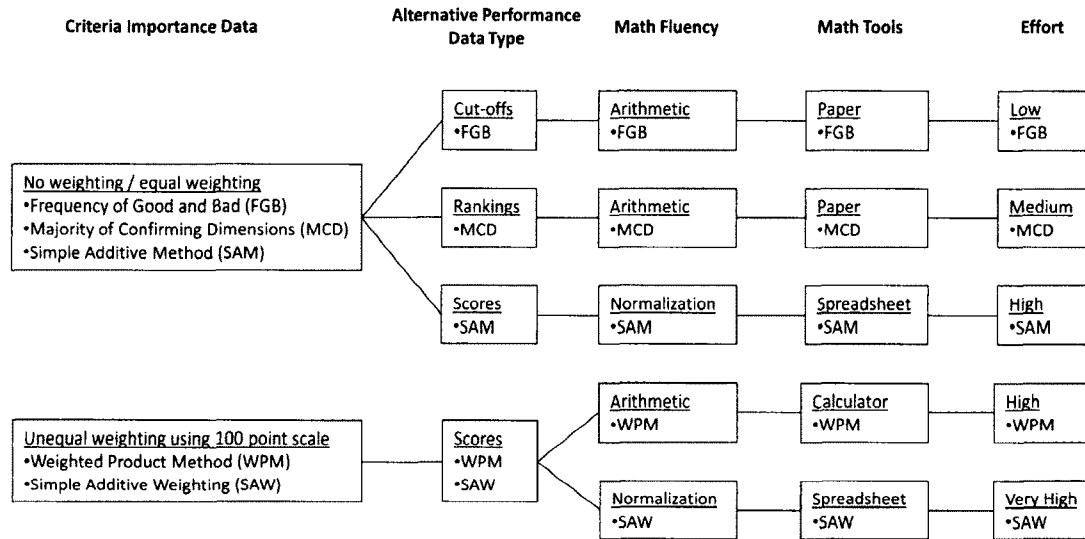 Criteria Importance Data
Alternative Performance
Data Type
Math Fluency
Math Tools
Effort
Cut-offs
•FGB
Arithmetic
•FGB
Paper
•FGB
Low
•FGB
No weighting / equal weighting
•Frequency of Good and Bad (FGB)
•Majority of Confirming Dimensions (MCD)
•Simple Additive Method (SAM)
Rankings
•MCD
Arithmetic
•MCD
Paper
•MCD
Medium
•MCD
Scores
•SAM
Normalization
•SAM
Spreadsheet
•SAM
High
•SAM
Unequal weighting using 100 point scale
•Weighted Product Method (WPM)
•Simple Additive Weighting (SAW)
Scores
•WPM
•SAW
Arithmetic
•WPM
Calculator
•WPM
High
•WPM
Normalization
•SAW
Spreadsheet
•SAW
Very High
•SAW